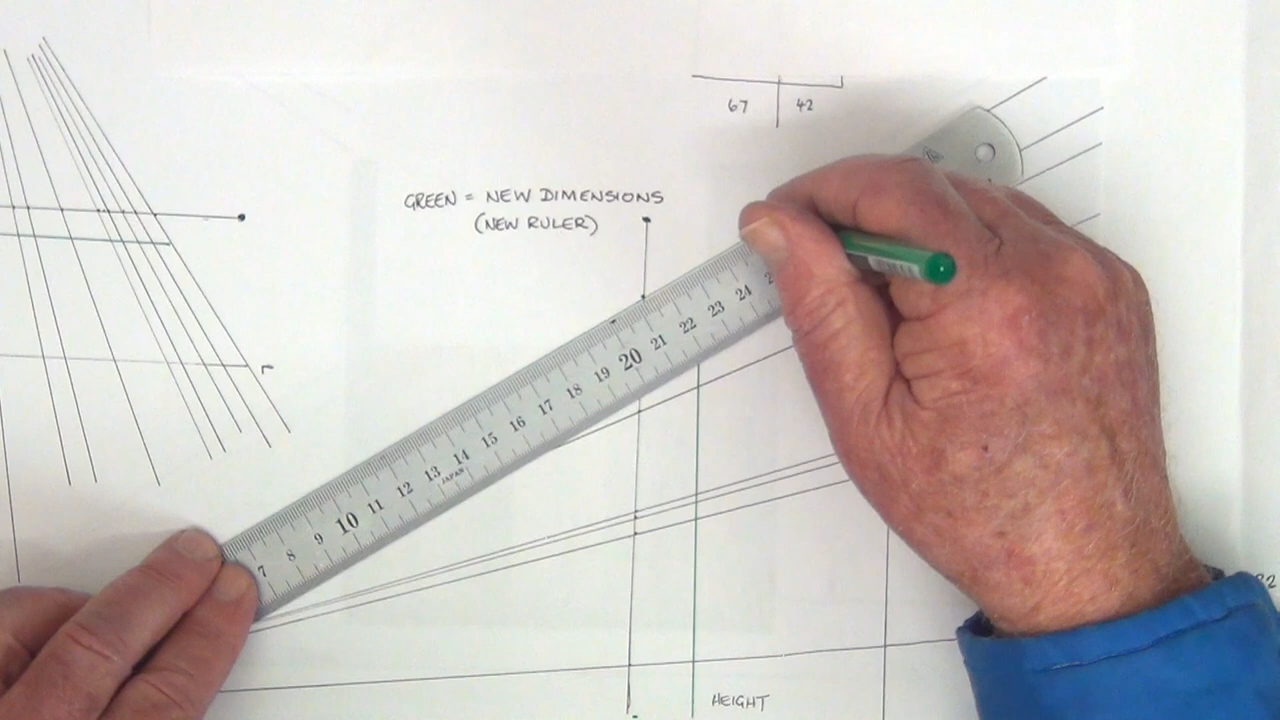 67 42
GREEN = NEW DIMENSIONS
(NEW RULER)
7 8 9 10 11 12 13 14 15 16 17 18 19 20 21 22 23 24
JAPAN
HEIGHT